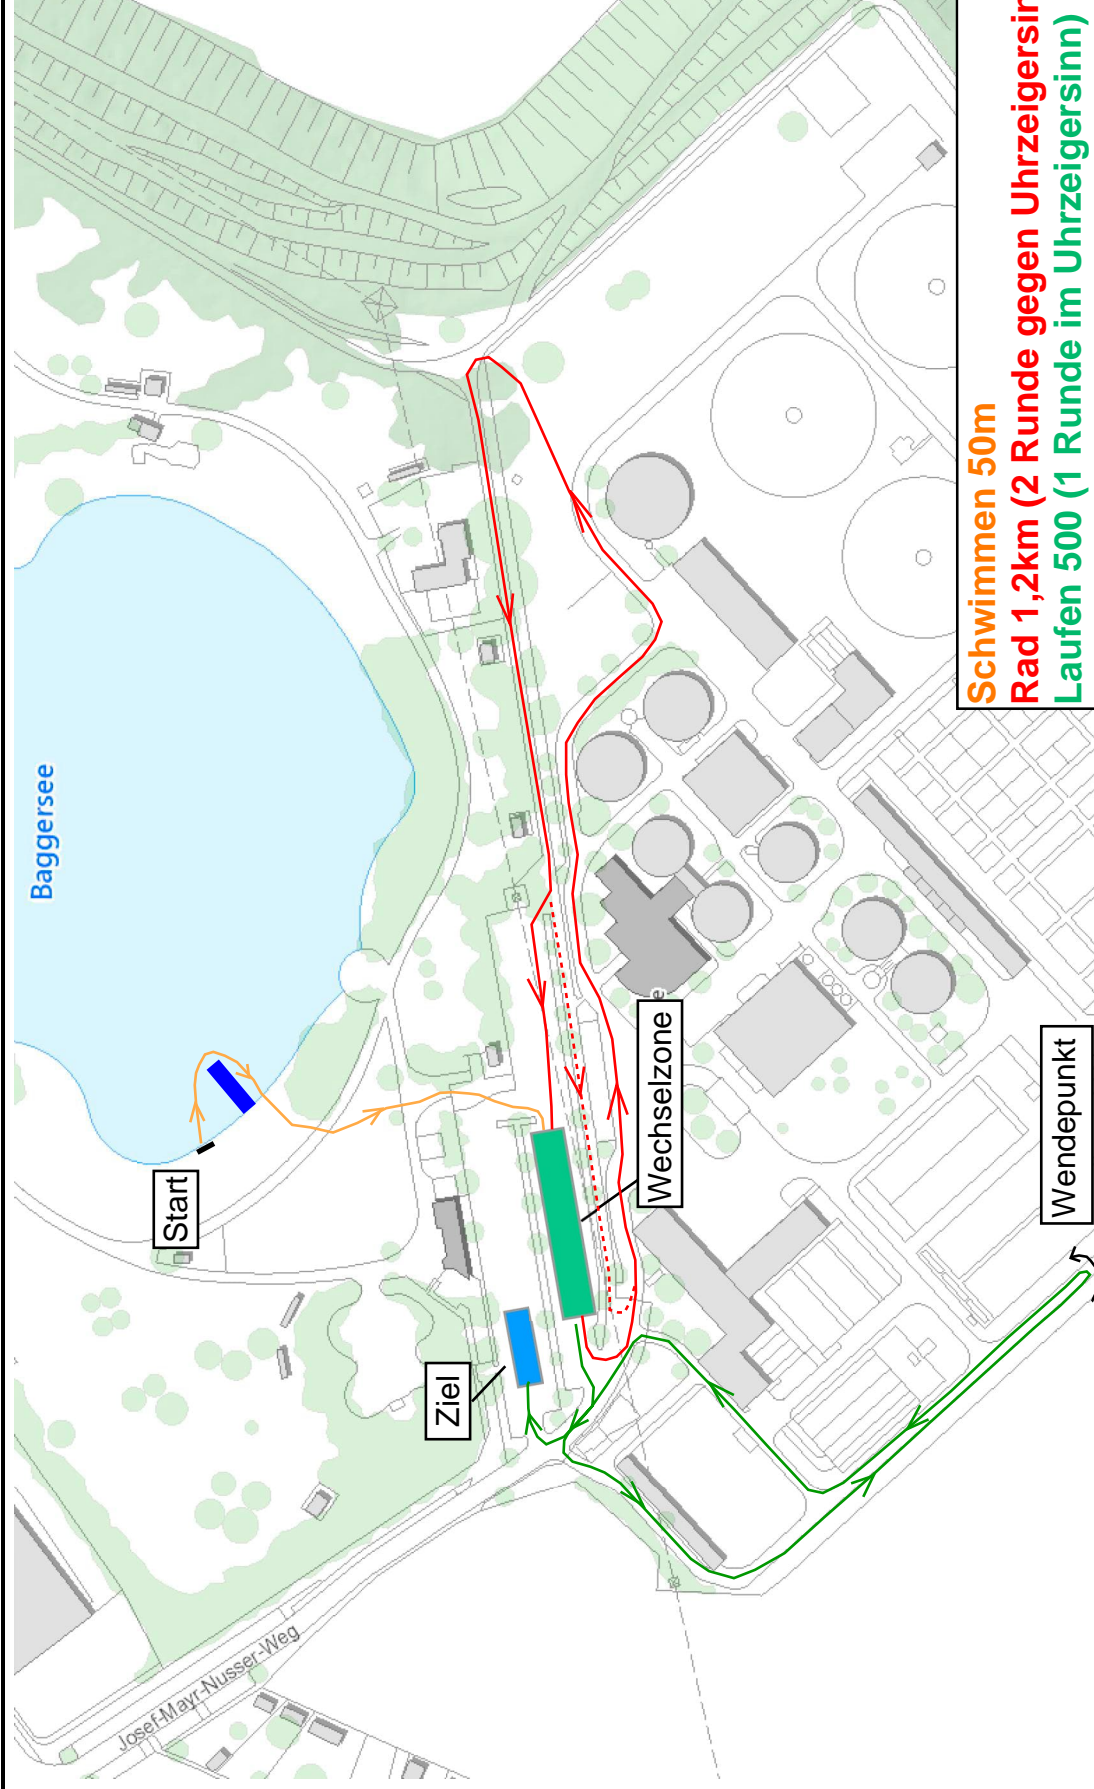 Baggersee
Start
Ziel
Wechselzone
e
Wendepunkt
Josef-Mayr-Nusser-Weg
Schwimmen 50m
Rad 1,2km (2 Runde gegen Uhrzeigersin
Laufen 500 (1 Runde im Uhrzeigersinn)